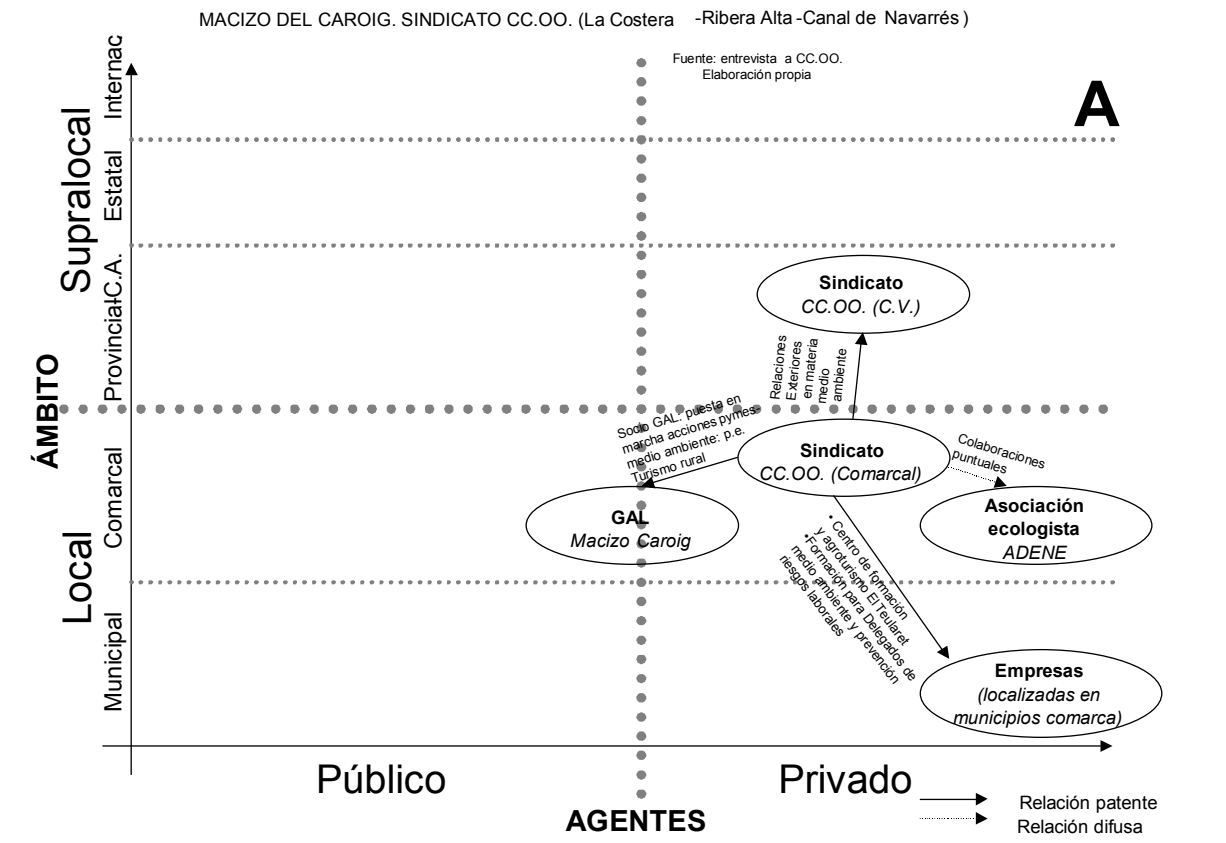 MACIZO DEL CAROIG. SINDICATO CC.OO. (La Costera -Ribera Alta -Canal de Navarrés )
Fuente: entrevista a CC.OO.
Elaboración propia
A
ÁMBITO
Supralocal
Internac
Estatal
Provincial+C.A.
Local
Comarcal
Municipal
Sindicato
CC.OO. (C.V.)
Relaciones
Exteriores
en materia
medio
ambiente
Socio GAL: puesta en
marcha acciones pymes-
medio ambiente: p.e.
Turismo rural
Sindicato
CC.OO. (Comarcal)
Colaboraciones
puntuales
GAL
Macizo Caroig
Asociación
ecologista
ADENE
• Centro de formación
y agroturismo El Teularet
•Formación para Delegados de
medio ambiente y prevención
riesgos laborales
Empresas
(localizadas en
municipios comarca)
Público
Privado
AGENTES
Relación patente
Relación difusa